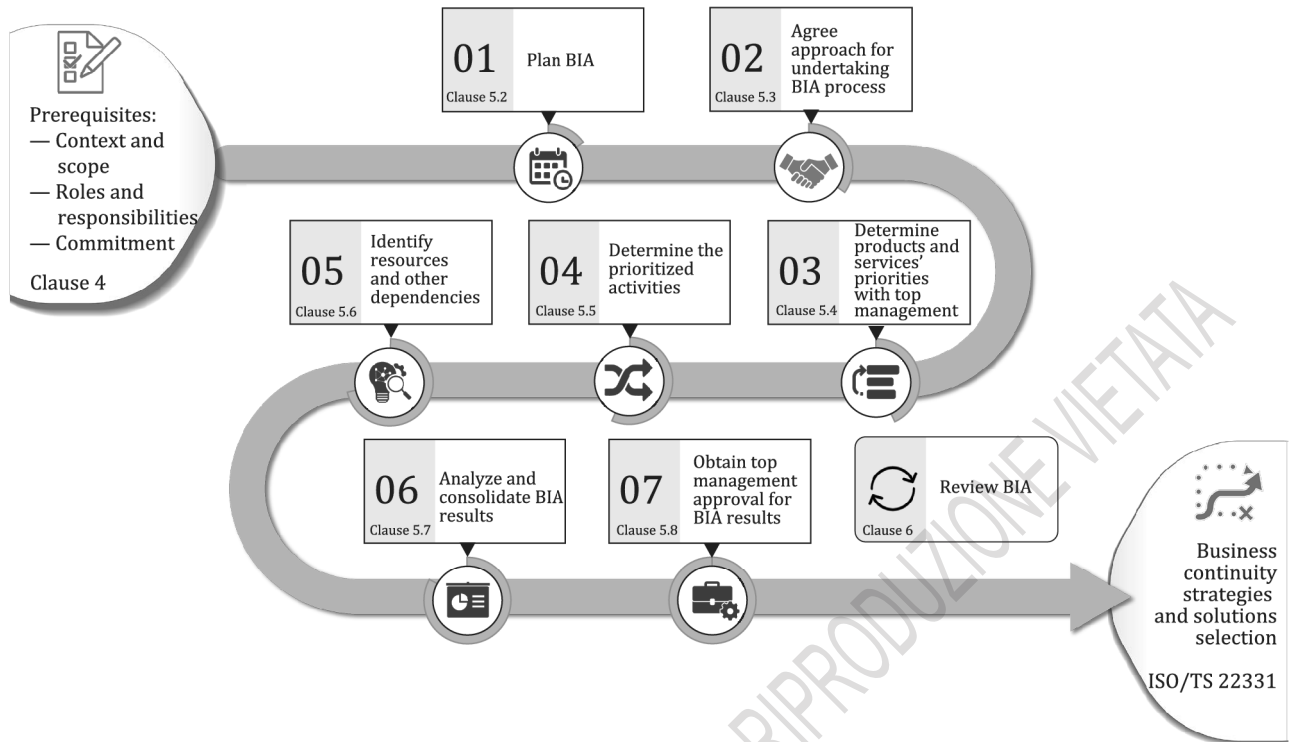 Prerequisites:
— Context and
scope
— Roles and
responsibilities
— Commitment
Clause 4
01
Clause 5.2
Plan BIA
02
Clause 5.3
Agree
approach for
undertaking
BIA process
03
Clause 5.4
Determine
products and
services’
priorities
with top
management
04
Clause 5.5
Determine the
prioritized
activities
05
Clause 5.6
Identify
resources
and other
dependencies
06
Clause 5.7
Analyze and
consolidate BIA
results
07
Clause 5.8
Obtain top
management
approval for
BIA results
Clause 6
Review BIA
Business
continuity
strategies
and solutions
selection
ISO/TS 22331
RIPRODUZIONE VIETATA